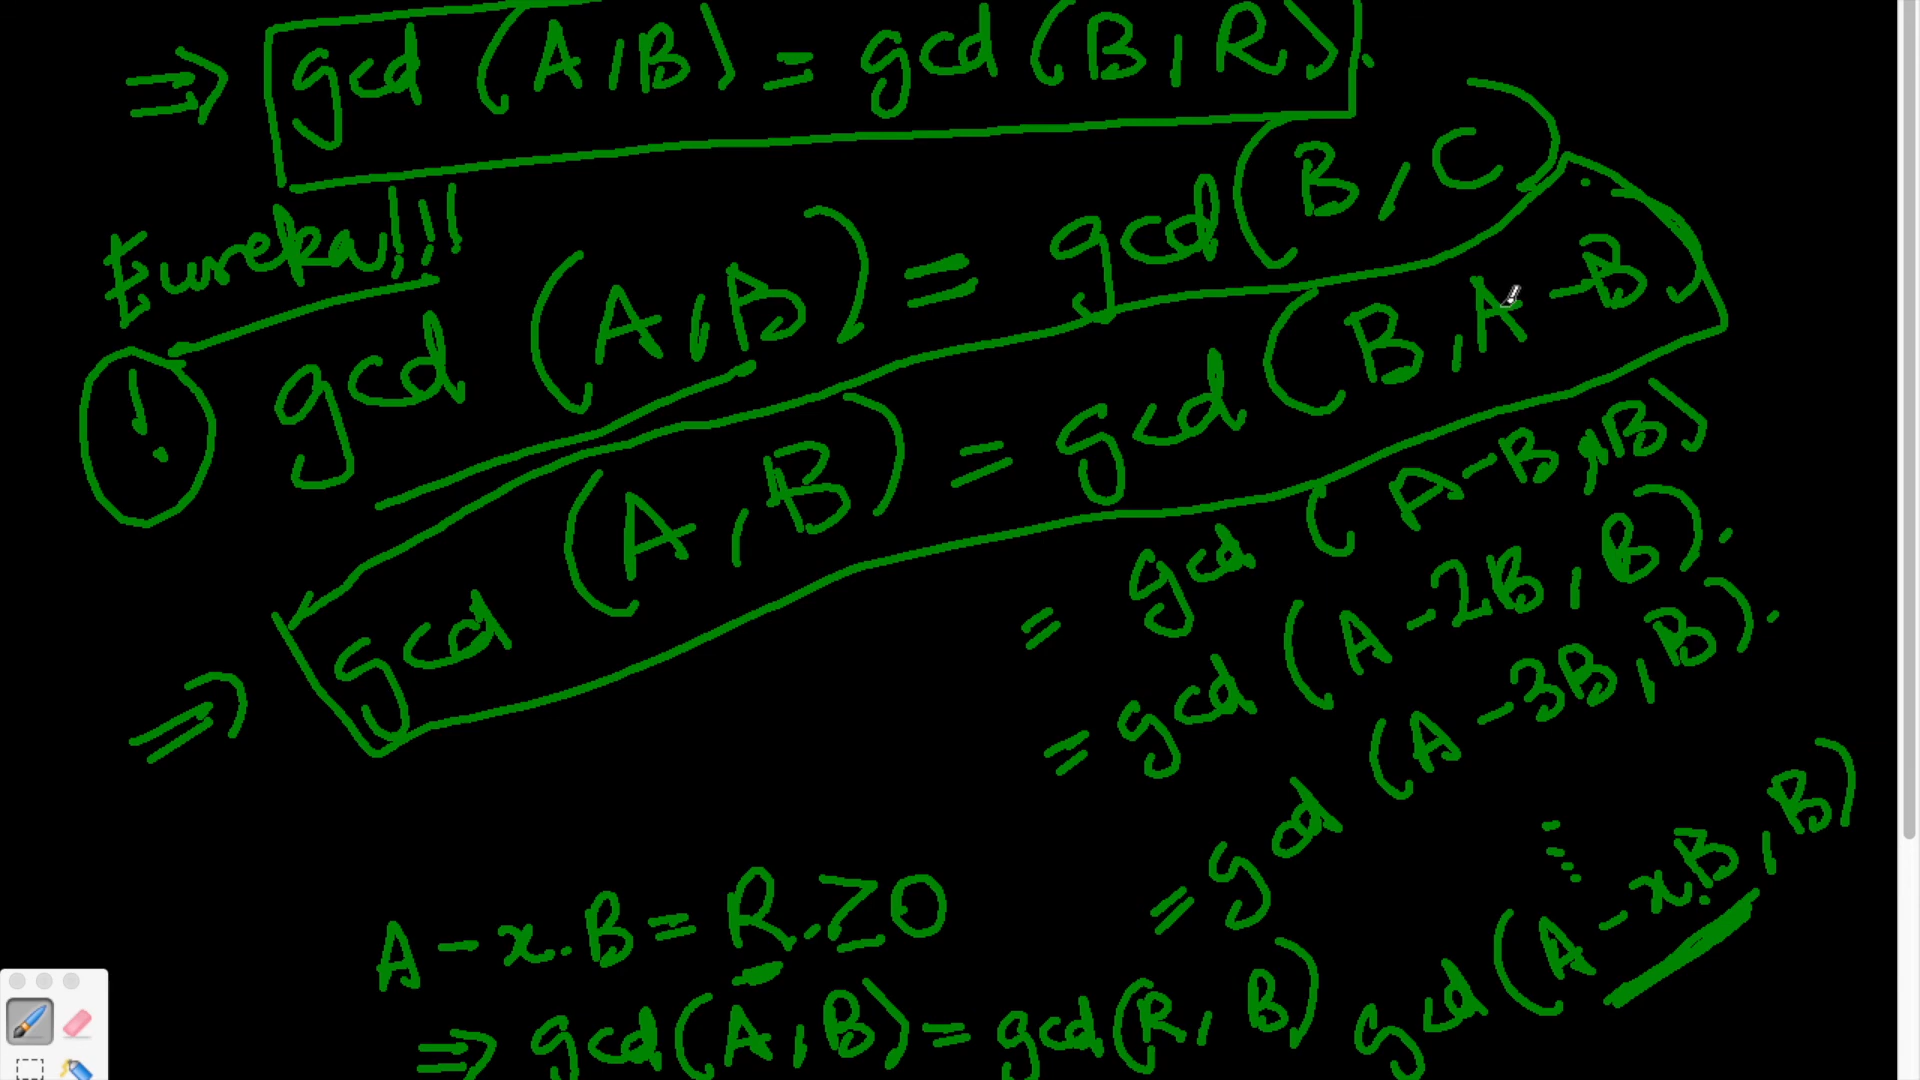 ⇒ gcd (A, B) = gcd (B, R).
Eureka!!!
! gcd (A, B) = gcd (B, C)
⇒ gcd (A, B) = gcd (B, A - B)
= gcd (A - B, B)
= gcd (A - 2B, B).
= gcd (A - 3B, B).
gcd (A - x.B, B)
A - x.B = R. ≥ 0
⇒ gcd (A, B) = gcd (R, B)